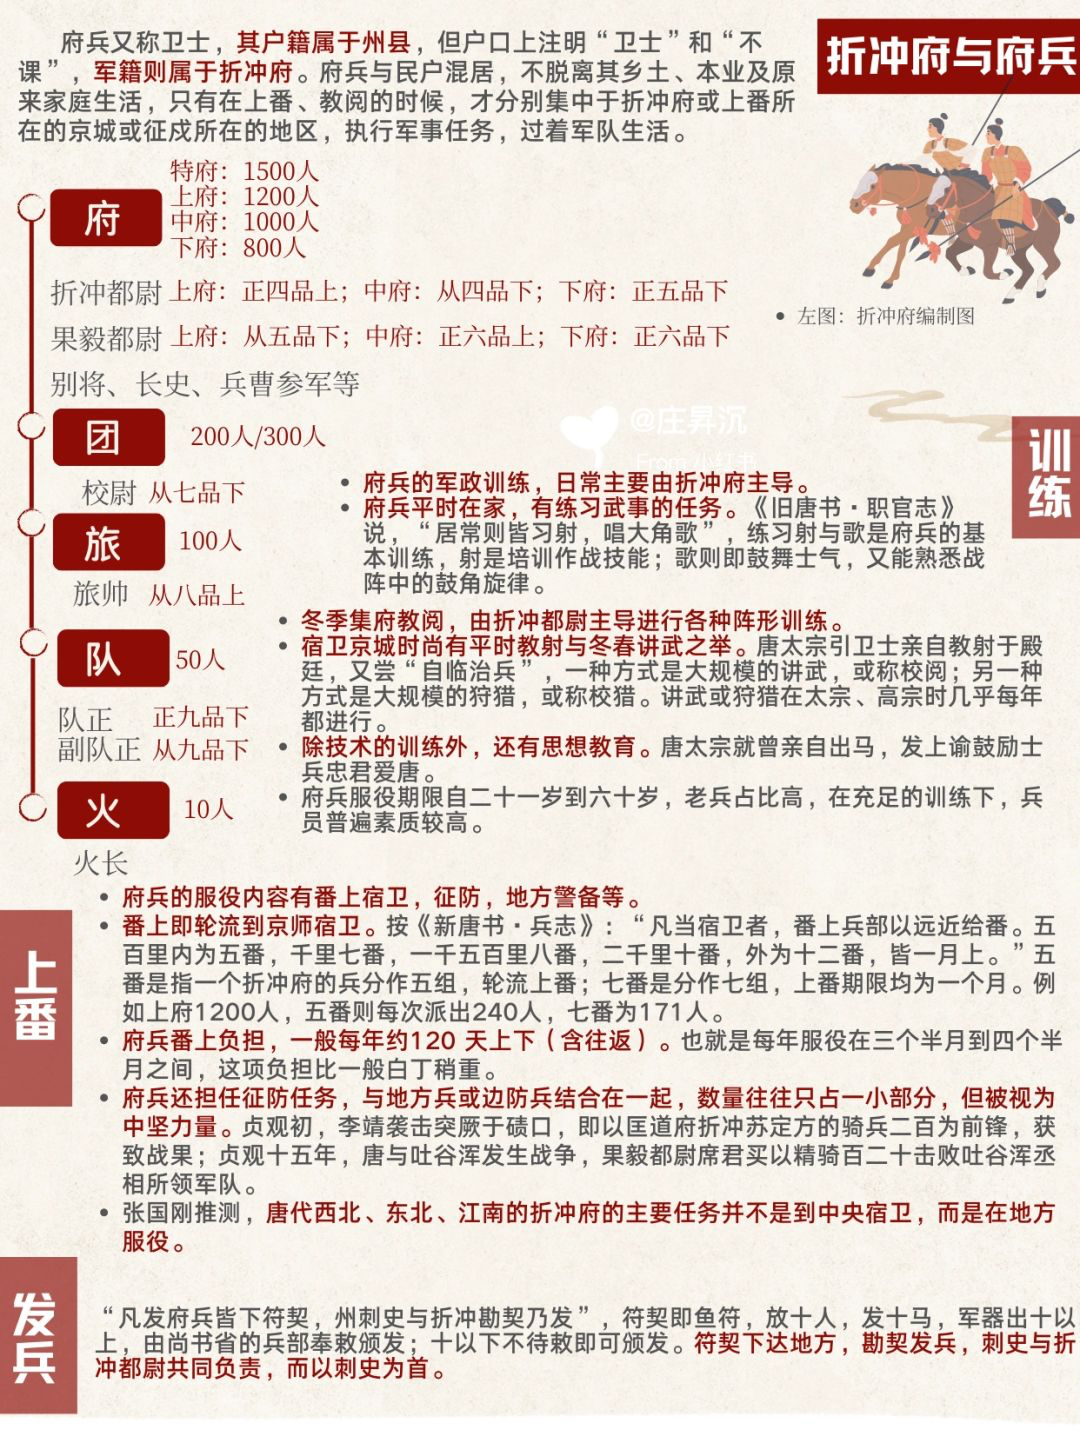 折冲府与府兵
府兵又称卫士，其户籍属于州县，但户口上注明“卫士”和“不
课”，军籍则属于折冲府。府兵与民户混居，不脱离其乡土、本业及原
来家庭生活，只有在上番、教阅的时候，才分别集中于折冲府或上番所
在的京城或征戍所在的地区，执行军事任务，过着军队生活。
府
特府：1500人
上府：1200人
中府：1000人
下府：800人
折冲都尉 上府：正四品上；中府：从四品下；下府：正五品下
果毅都尉 上府：从五品下；中府：正六品上；下府：正六品下
别将、长史、兵曹参军等
• 左图：折冲府编制图
团 200人/300人
校尉 从七品下
旅 100人
旅帅 从八品上
队 50人
队正 正九品下
副队正 从九品下
火 10人
火长
@庄昇沉
From 小红书
训练
• 府兵的军政训练，日常主要由折冲府主导。
• 府兵平时在家，有练习武事的任务。《旧唐书·职官志》
说，“居常则皆习射，唱大角歌”，练习射与歌是府兵的基
本训练，射是培训作战技能；歌则即鼓舞士气，又能熟悉战
阵中的鼓角旋律。
• 冬季集府教阅，由折冲都尉主导进行各种阵形训练。
• 宿卫京城时尚有平时教射与冬春讲武之举。唐太宗引卫士亲自教射于殿
廷，又尝“自临治兵”，一种方式是大规模的讲武，或称校阅；另一种
方式是大规模的狩猎，或称校猎。讲武或狩猎在太宗、高宗时几乎每年
都进行。
• 除技术的训练外，还有思想教育。唐太宗就曾亲自出马，发上谕鼓励士
兵忠君爱唐。
• 府兵服役期限自二十一岁到六十岁，老兵占比高，在充足的训练下，兵
员普遍素质较高。
上番
• 府兵的服役内容有番上宿卫，征防，地方警备等。
• 番上即轮流到京师宿卫。按《新唐书·兵志》：“凡当宿卫者，番上兵部以远近给番。五
百里内为五番，千里七番，一千五百里八番，二千里十番，外为十二番，皆一月上。”五
番是指一个折冲府的兵分作五组，轮流上番；七番是分作七组，上番期限均为一个月。例
如上府1200人，五番则每次派出240人，七番为171人。
• 府兵番上负担，一般每年约120 天上下（含往返）。也就是每年服役在三个半月到四个半
月之间，这项负担比一般白丁稍重。
• 府兵还担任征防任务，与地方兵或边防兵结合在一起，数量往往只占一小部分，但被视为
中坚力量。贞观初，李靖袭击突厥于碛口，即以匡道府折冲苏定方的骑兵二百为前锋，获
致战果；贞观十五年，唐与吐谷浑发生战争，果毅都尉席君买以精骑百二十击败吐谷浑丞
相所领军队。
• 张国刚推测，唐代西北、东北、江南的折冲府的主要任务并不是到中央宿卫，而是在地方
服役。
发兵
“凡发府兵皆下符契，州刺史与折冲勘契乃发”，符契即鱼符，放十人，发十马，军器出十以
上，由尚书省的兵部奉敕颁发；十以下不待敕即可颁发。符契下达地方，勘契发兵，刺史与折
冲都尉共同负责，而以刺史为首。